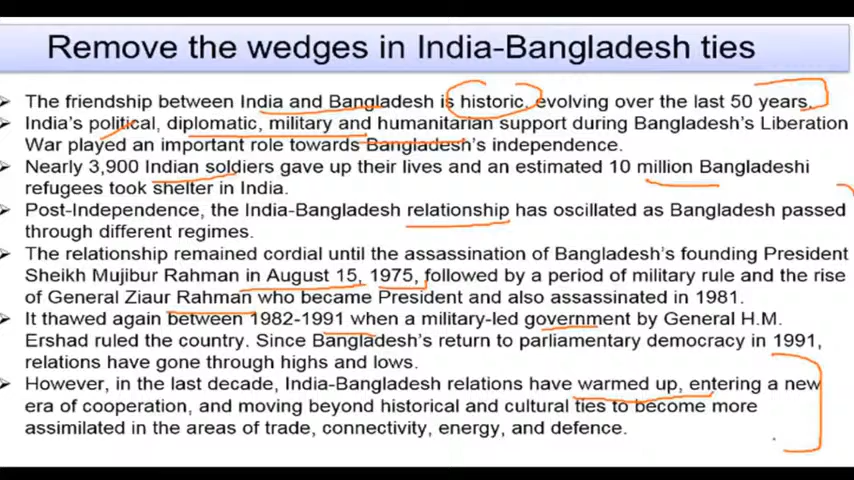 Remove the wedges in India-Bangladesh ties
The friendship between India and Bangladesh is historic, evolving over the last 50 years.
India's political, diplomatic, military and humanitarian support during Bangladesh's Liberation
War played an important role towards Bangladesh's independence.
Nearly 3,900 Indian soldiers gave up their lives and an estimated 10 million Bangladeshi
refugees took shelter in India.
Post-Independence, the India-Bangladesh relationship has oscillated as Bangladesh passed
through different regimes.
The relationship remained cordial until the assassination of Bangladesh's founding President
Sheikh Mujibur Rahman in August 15, 1975, followed by a period of military rule and the rise
of General Ziaur Rahman who became President and also assassinated in 1981.
It thawed again between 1982-1991 when a military-led government by General H.M.
Ershad ruled the country. Since Bangladesh's return to parliamentary democracy in 1991,
relations have gone through highs and lows.
However, in the last decade, India-Bangladesh relations have warmed up, entering a new
era of cooperation, and moving beyond historical and cultural ties to become more
assimilated in the areas of trade, connectivity, energy, and defence.